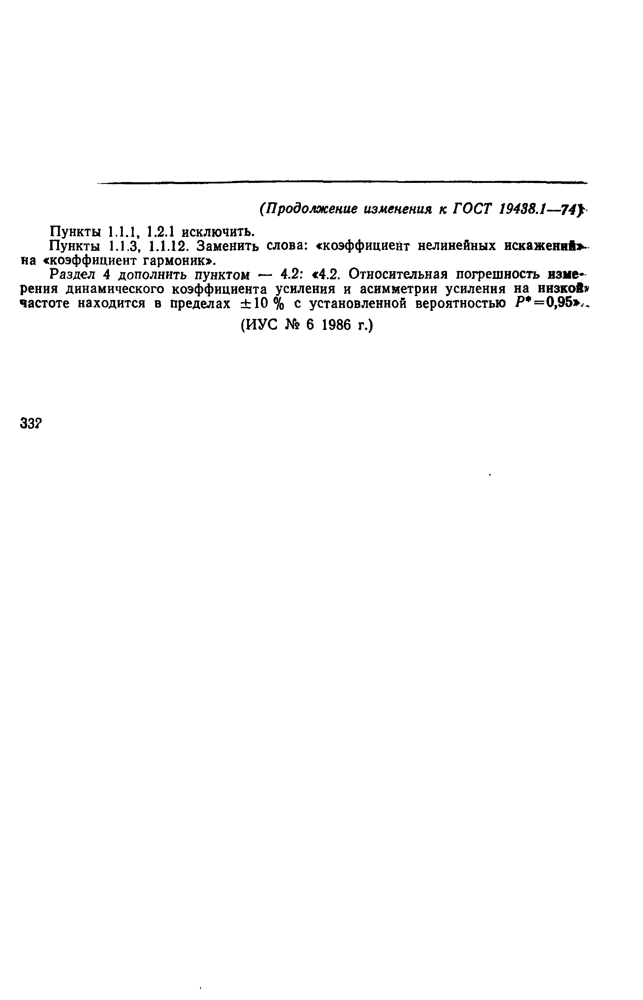 (Продолжение изменения к ГОСТ 19438.1—74)
Пункты 1.1.1, 1.2.1 исключить.
Пункты 1.1.3, 1.1.12. Заменить слова: «коэффициент нелинейных искажений»
на «коэффициент гармоник».
Раздел 4 дополнить пунктом — 4.2: «4.2. Относительная погрешность изме-
рения динамического коэффициента усиления и асимметрии усиления на низкой
частоте находится в пределах ±10 % с установленной вероятностью P*=0,95».
(ИУС № 6 1986 г.)
332